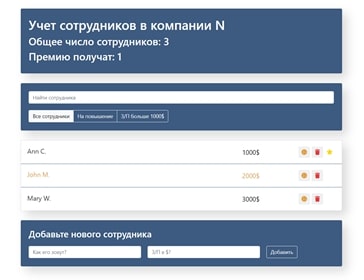 Учет сотрудников в компании N
Общее число сотрудников: 3
Премию получат: 1
Найти сотрудника
Все сотрудники На повышение З/П больше 1000$
Ann C. 1000$
John M. 2000$
Mary W. 3000$
Добавьте нового сотрудника
Как его зовут? З/П в $? Добавить